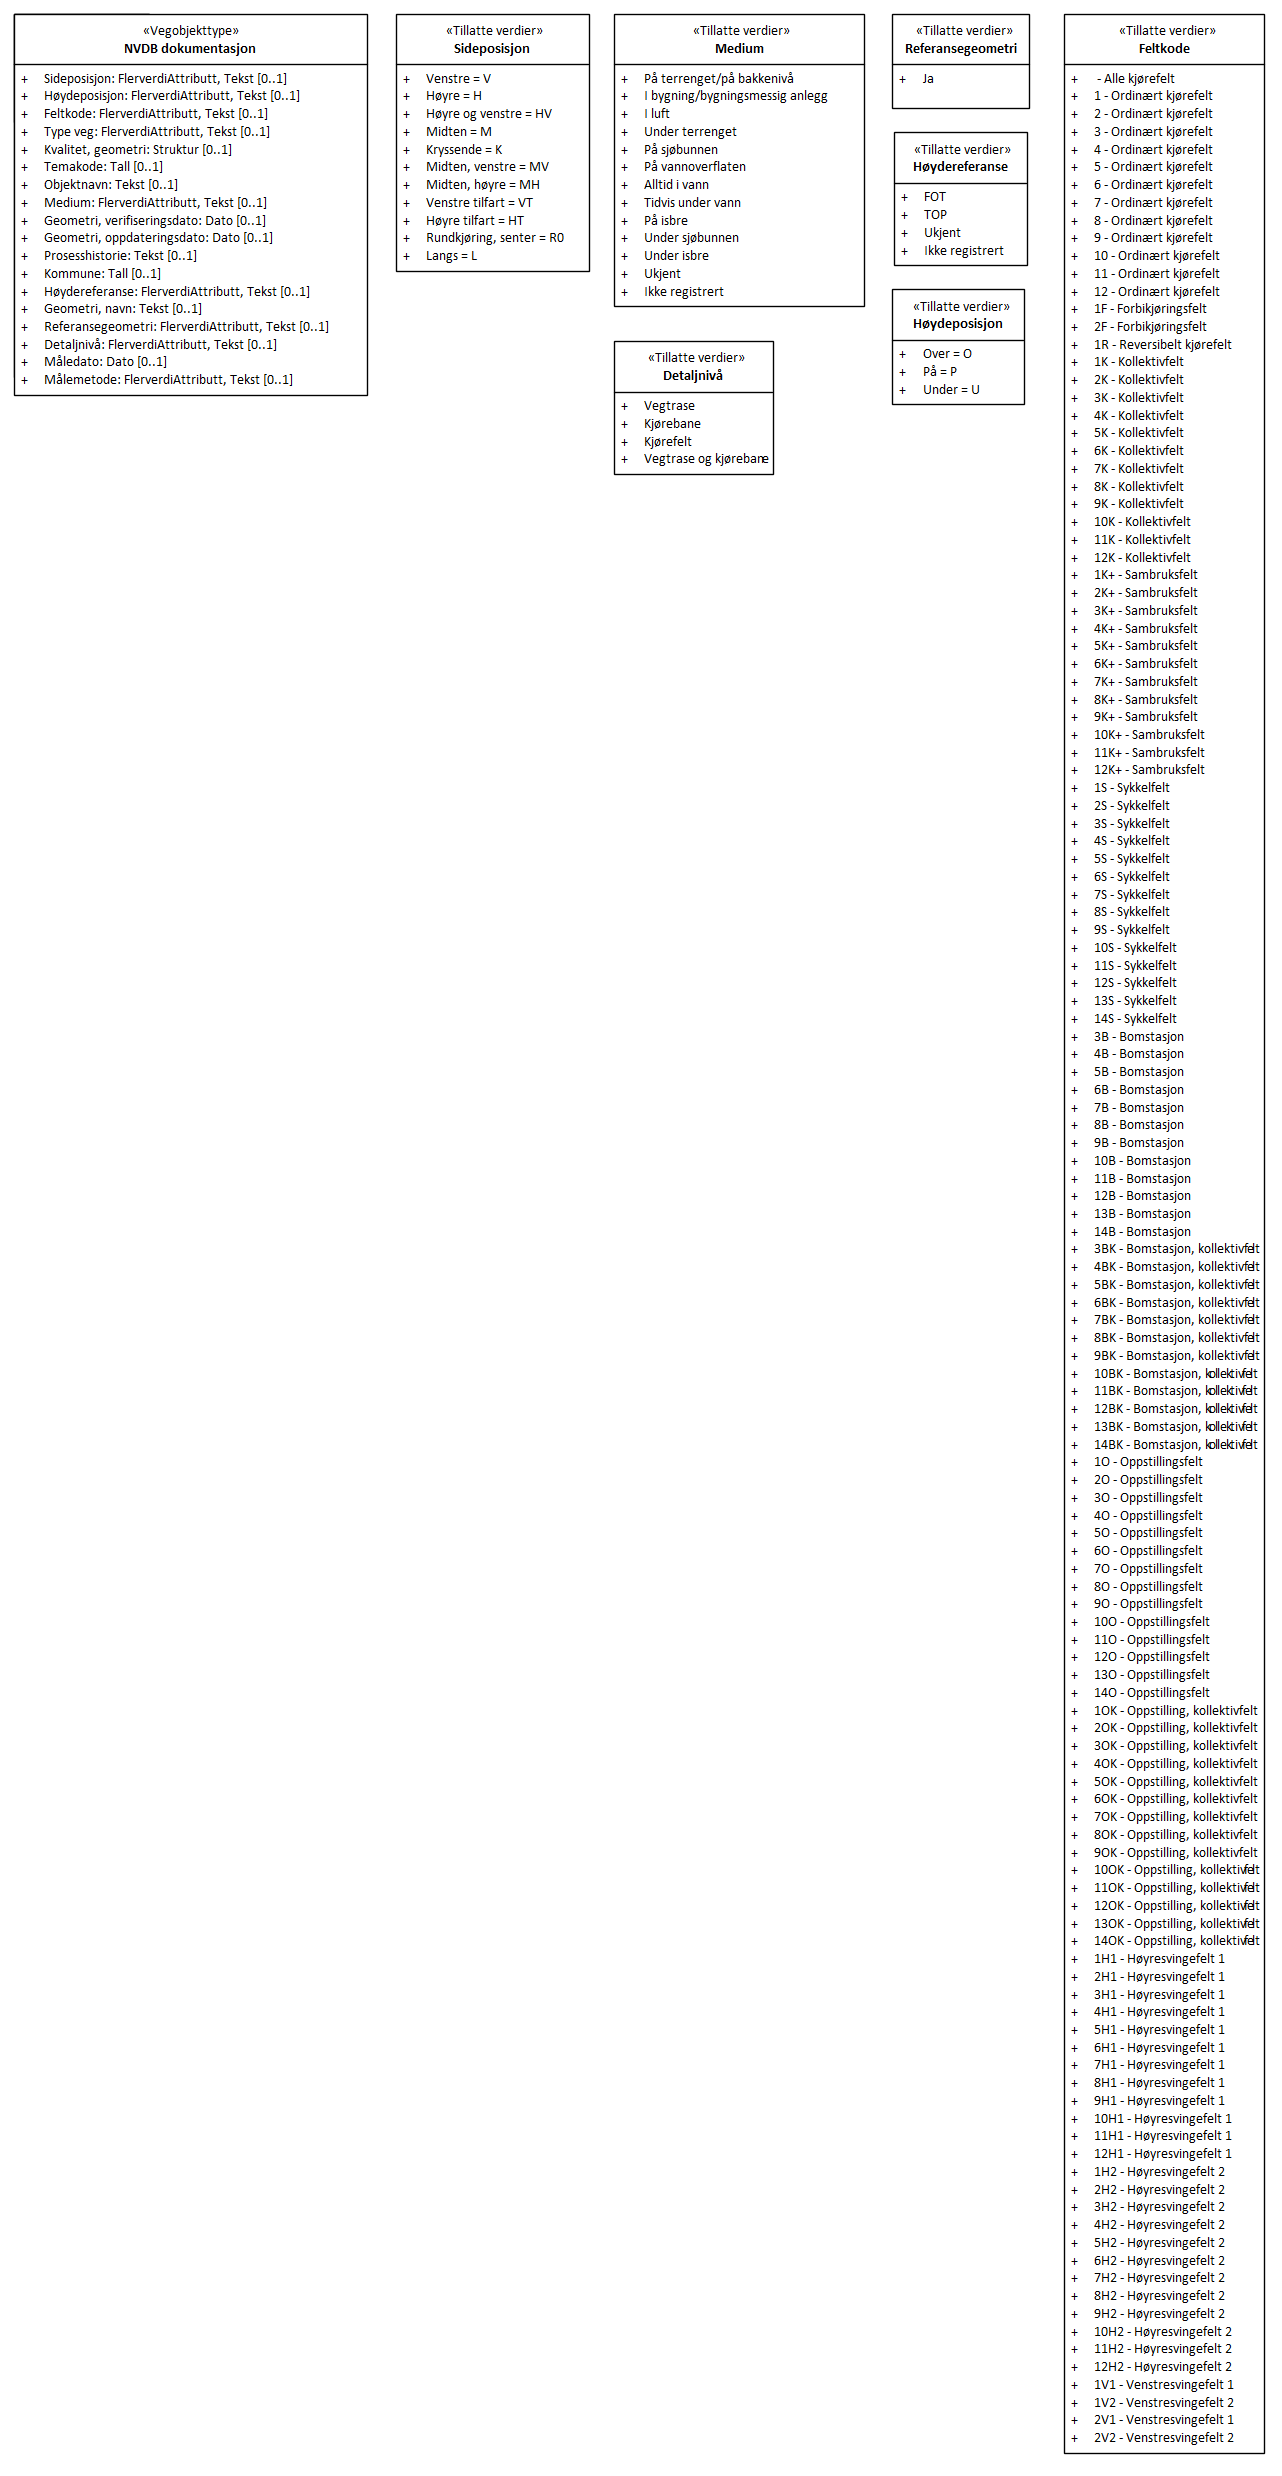 «Vegobjekttype»
NVDB dokumentasjon
+ Sideposisjon: FlerverdiAttributt, Tekst [0..1]
+ Høydeposisjon: FlerverdiAttributt, Tekst [0..1]
+ Feltkode: FlerverdiAttributt, Tekst [0..1]
+ Type veg: FlerverdiAttributt, Tekst [0..1]
+ Kvalitet, geometri: Struktur [0..1]
+ Temakode: Tall [0..1]
+ Objektnavn: Tekst [0..1]
+ Medium: FlerverdiAttributt, Tekst [0..1]
+ Geometri, verifiseringsdato: Dato [0..1]
+ Geometri, oppdateringsdato: Dato [0..1]
+ Prosesshistorie: Tekst [0..1]
+ Kommune: Tall [0..1]
+ Høydereferanse: FlerverdiAttributt, Tekst [0..1]
+ Geometri, navn: Tekst [0..1]
+ Referansegeometri: FlerverdiAttributt, Tekst [0..1]
+ Detaljnivå: FlerverdiAttributt, Tekst [0..1]
+ Måledato: Dato [0..1]
+ Målemetode: FlerverdiAttributt, Tekst [0..1]
«Tillatte verdier»
Sideposisjon
+ Venstre = V
+ Høyre = H
+ Høyre og venstre = HV
+ Midten = M
+ Kryssende = K
+ Midten, venstre = MV
+ Midten, høyre = MH
+ Venstre tilfart = VT
+ Høyre tilfart = HT
+ Rundkjøring, senter = R0
+ Langs = L
«Tillatte verdier»
Medium
+ På terrenget/på bakkenivå
+ I bygning/bygningsmessig anlegg
+ I luft
+ Under terrenget
+ På sjøbunnen
+ På vannoverflaten
+ Alltid i vann
+ Tidvis under vann
+ På isbre
+ Under sjøbunnen
+ Under isbre
+ Ukjent
+ Ikke registrert
«Tillatte verdier»
Detaljnivå
+ Vegtrase
+ Kjørebane
+ Kjørefelt
+ Vegtrase og kjørebane
«Tillatte verdier»
Referansegeometri
+ Ja
«Tillatte verdier»
Høydereferanse
+ FOT
+ TOP
+ Ukjent
+ Ikke registrert
«Tillatte verdier»
Høydeposisjon
+ Over = O
+ På = P
+ Under = U
«Tillatte verdier»
Feltkode
+ - Alle kjørefelt
+ 1 - Ordinært kjørefelt
+ 2 - Ordinært kjørefelt
+ 3 - Ordinært kjørefelt
+ 4 - Ordinært kjørefelt
+ 5 - Ordinært kjørefelt
+ 6 - Ordinært kjørefelt
+ 7 - Ordinært kjørefelt
+ 8 - Ordinært kjørefelt
+ 9 - Ordinært kjørefelt
+ 10 - Ordinært kjørefelt
+ 11 - Ordinært kjørefelt
+ 12 - Ordinært kjørefelt
+ 1F - Forbikjøringsfelt
+ 2F - Forbikjøringsfelt
+ 1R - Reversibelt kjørefelt
+ 1K - Kollektivfelt
+ 2K - Kollektivfelt
+ 3K - Kollektivfelt
+ 4K - Kollektivfelt
+ 5K - Kollektivfelt
+ 6K - Kollektivfelt
+ 7K - Kollektivfelt
+ 8K - Kollektivfelt
+ 9K - Kollektivfelt
+ 10K - Kollektivfelt
+ 11K - Kollektivfelt
+ 12K - Kollektivfelt
+ 1K+ - Sambruksfelt
+ 2K+ - Sambruksfelt
+ 3K+ - Sambruksfelt
+ 4K+ - Sambruksfelt
+ 5K+ - Sambruksfelt
+ 6K+ - Sambruksfelt
+ 7K+ - Sambruksfelt
+ 8K+ - Sambruksfelt
+ 9K+ - Sambruksfelt
+ 10K+ - Sambruksfelt
+ 11K+ - Sambruksfelt
+ 12K+ - Sambruksfelt
+ 1S - Sykkelfelt
+ 2S - Sykkelfelt
+ 3S - Sykkelfelt
+ 4S - Sykkelfelt
+ 5S - Sykkelfelt
+ 6S - Sykkelfelt
+ 7S - Sykkelfelt
+ 8S - Sykkelfelt
+ 9S - Sykkelfelt
+ 10S - Sykkelfelt
+ 11S - Sykkelfelt
+ 12S - Sykkelfelt
+ 13S - Sykkelfelt
+ 14S - Sykkelfelt
+ 3B - Bomstasjon
+ 4B - Bomstasjon
+ 5B - Bomstasjon
+ 6B - Bomstasjon
+ 7B - Bomstasjon
+ 8B - Bomstasjon
+ 9B - Bomstasjon
+ 10B - Bomstasjon
+ 11B - Bomstasjon
+ 12B - Bomstasjon
+ 13B - Bomstasjon
+ 14B - Bomstasjon
+ 3BK - Bomstasjon, kollektivfelt
+ 4BK - Bomstasjon, kollektivfelt
+ 5BK - Bomstasjon, kollektivfelt
+ 6BK - Bomstasjon, kollektivfelt
+ 7BK - Bomstasjon, kollektivfelt
+ 8BK - Bomstasjon, kollektivfelt
+ 9BK - Bomstasjon, kollektivfelt
+ 10BK - Bomstasjon, kollektivfelt
+ 11BK - Bomstasjon, kollektivfelt
+ 12BK - Bomstasjon, kollektivfelt
+ 13BK - Bomstasjon, kollektivfelt
+ 14BK - Bomstasjon, kollektivfelt
+ 1O - Oppstillingsfelt
+ 2O - Oppstillingsfelt
+ 3O - Oppstillingsfelt
+ 4O - Oppstillingsfelt
+ 5O - Oppstillingsfelt
+ 6O - Oppstillingsfelt
+ 7O - Oppstillingsfelt
+ 8O - Oppstillingsfelt
+ 9O - Oppstillingsfelt
+ 10O - Oppstillingsfelt
+ 11O - Oppstillingsfelt
+ 12O - Oppstillingsfelt
+ 13O - Oppstillingsfelt
+ 14O - Oppstillingsfelt
+ 1OK - Oppstilling, kollektivfelt
+ 2OK - Oppstilling, kollektivfelt
+ 3OK - Oppstilling, kollektivfelt
+ 4OK - Oppstilling, kollektivfelt
+ 5OK - Oppstilling, kollektivfelt
+ 6OK - Oppstilling, kollektivfelt
+ 7OK - Oppstilling, kollektivfelt
+ 8OK - Oppstilling, kollektivfelt
+ 9OK - Oppstilling, kollektivfelt
+ 10OK - Oppstilling, kollektivfelt
+ 11OK - Oppstilling, kollektivfelt
+ 12OK - Oppstilling, kollektivfelt
+ 13OK - Oppstilling, kollektivfelt
+ 14OK - Oppstilling, kollektivfelt
+ 1H1 - Høyresvingefelt 1
+ 2H1 - Høyresvingefelt 1
+ 3H1 - Høyresvingefelt 1
+ 4H1 - Høyresvingefelt 1
+ 5H1 - Høyresvingefelt 1
+ 6H1 - Høyresvingefelt 1
+ 7H1 - Høyresvingefelt 1
+ 8H1 - Høyresvingefelt 1
+ 9H1 - Høyresvingefelt 1
+ 10H1 - Høyresvingefelt 1
+ 11H1 - Høyresvingefelt 1
+ 12H1 - Høyresvingefelt 1
+ 1H2 - Høyresvingefelt 2
+ 2H2 - Høyresvingefelt 2
+ 3H2 - Høyresvingefelt 2
+ 4H2 - Høyresvingefelt 2
+ 5H2 - Høyresvingefelt 2
+ 6H2 - Høyresvingefelt 2
+ 7H2 - Høyresvingefelt 2
+ 8H2 - Høyresvingefelt 2
+ 9H2 - Høyresvingefelt 2
+ 10H2 - Høyresvingefelt 2
+ 11H2 - Høyresvingefelt 2
+ 12H2 - Høyresvingefelt 2
+ 1V1 - Venstresvingefelt 1
+ 1V2 - Venstresvingefelt 2
+ 2V1 - Venstresvingefelt 1
+ 2V2 - Venstresvingefelt 2